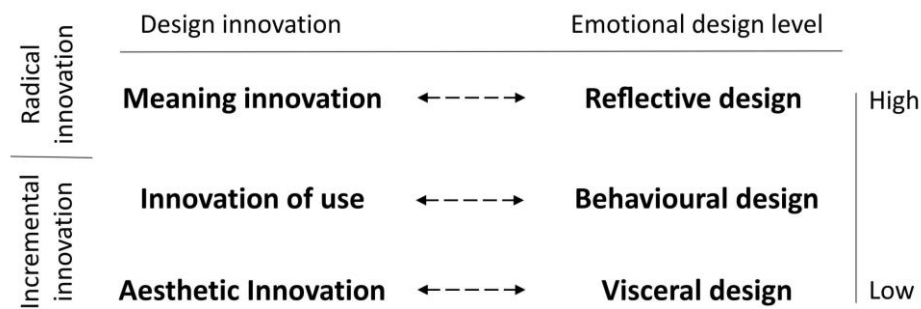 Design innovation Emotional design level
Radical
innovation
Meaning innovation Reflective design High
Incremental
innovation
Innovation of use Behavioural design
Aesthetic Innovation Visceral design Low